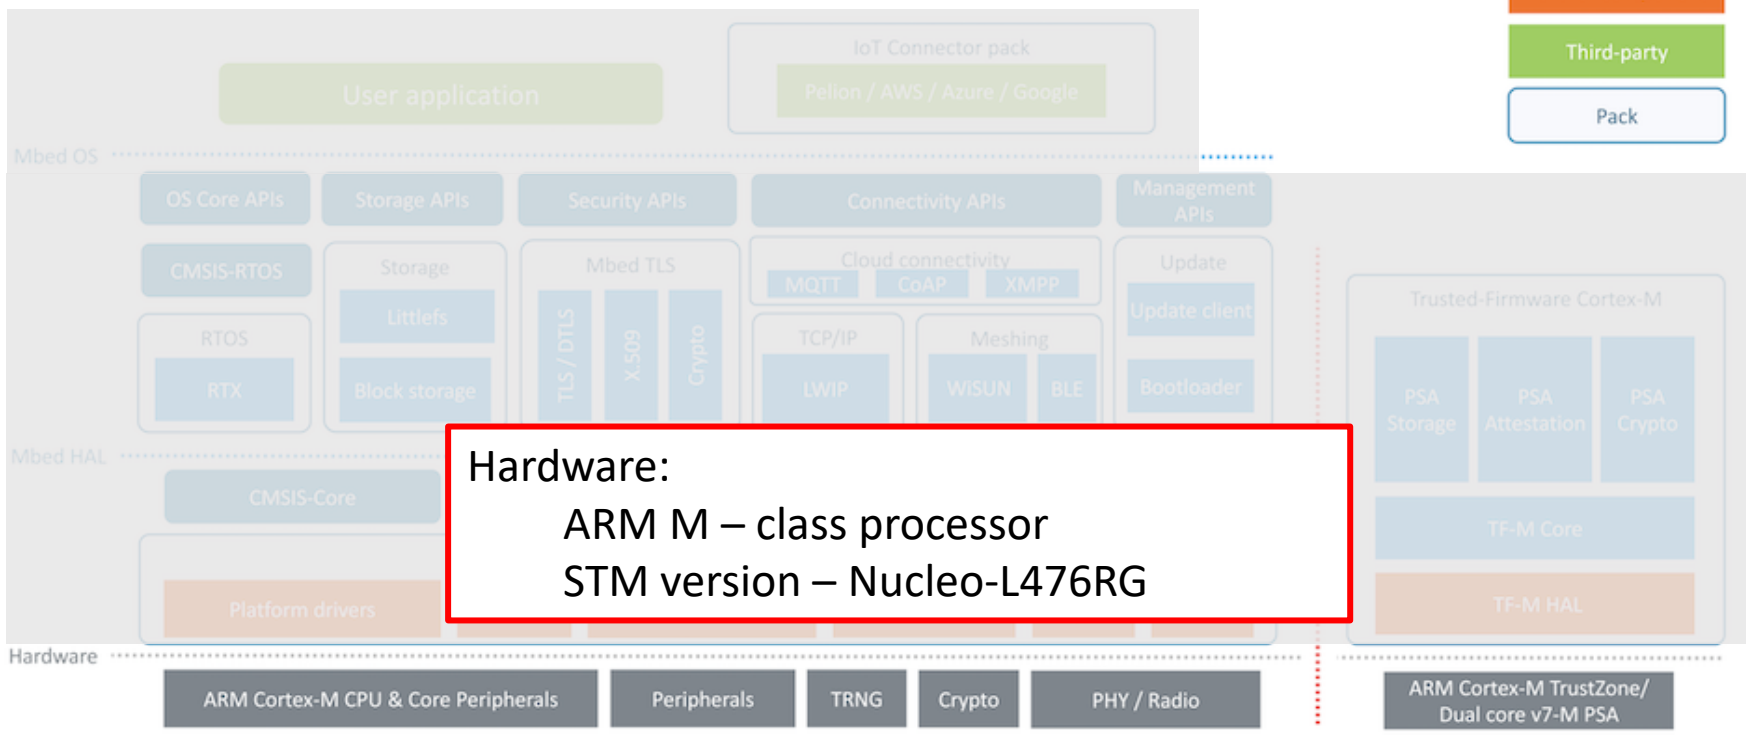 IoT Connector pack
Third-party
User application
Pelion / AWS / Azure / Google
Pack
Mbed OS
OS Core APIs
Storage APIs
Security APIs
Connectivity APIs
Management
APIs
CMSIS-RTOS
Storage
Mbed TLS
Cloud connectivity
Update
MQTT
CoAP
XMPP
Trusted-Firmware Cortex-M
Littlefs
Update client
RTOS
TLS / DTLS
X.509
Crypto
TCP/IP
Meshing
RTX
Block storage
LWIP
WiSUN
BLE
Bootloader
PSA
Storage
PSA
Attestation
PSA
Crypto
Mbed HAL
Hardware:
ARM M – class processor
STM version – Nucleo-L476RG
CMSIS-Core
TF-M Core
Platform drivers
TF-M HAL
Hardware
ARM Cortex-M CPU & Core Peripherals
Peripherals
TRNG
Crypto
PHY / Radio
ARM Cortex-M TrustZone/
Dual core v7-M PSA